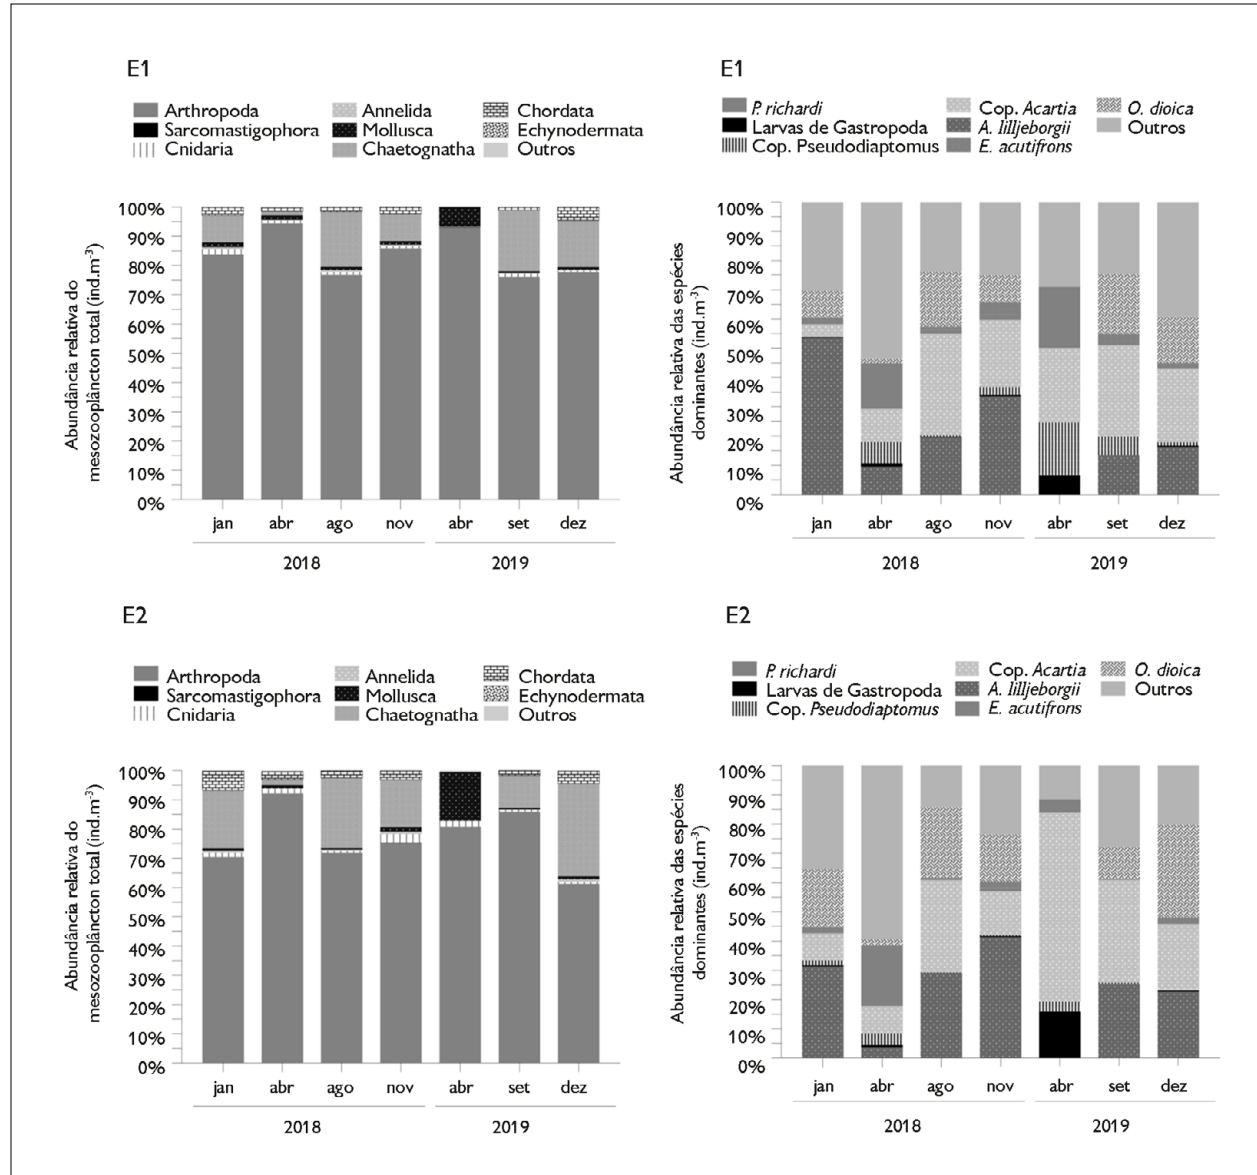 E1
Arthropoda
Sarcomastigophora
Cnidaria
Annelida
Mollusca
Chaetognatha
Chordata
Echynodermata
Outros
Abundância relativa do
mesozooplâncton total (ind.m-³)
100%
90%
80%
70%
60%
50%
40%
30%
20%
10%
0%
jan
abr
ago
nov
abr
set
dez
2018
2019
E1
P. richardi
Larvas de Gastropoda
Cop. Pseudodiaptomus
Cop. Acartia
A. lilljeborgii
E. acutifrons
O. dioica
Outros
Abundância relativa das espécies
dominantes (ind.m-³)
100%
90%
80%
70%
60%
50%
40%
30%
20%
10%
0%
jan
abr
ago
nov
abr
set
dez
2018
2019
E2
Arthropoda
Sarcomastigophora
Cnidaria
Annelida
Mollusca
Chaetognatha
Chordata
Echynodermata
Outros
Abundância relativa do
mesozooplâncton total (ind.m-³)
100%
90%
80%
70%
60%
50%
40%
30%
20%
10%
0%
jan
abr
ago
nov
abr
set
dez
2018
2019
E2
P. richardi
Larvas de Gastropoda
Cop. Pseudodiaptomus
Cop. Acartia
A. lilljeborgii
E. acutifrons
O. dioica
Outros
Abundância relativa das espécies
dominantes (ind.m-³)
100%
90%
80%
70%
60%
50%
40%
30%
20%
10%
0%
jan
abr
ago
nov
abr
set
dez
2018
2019